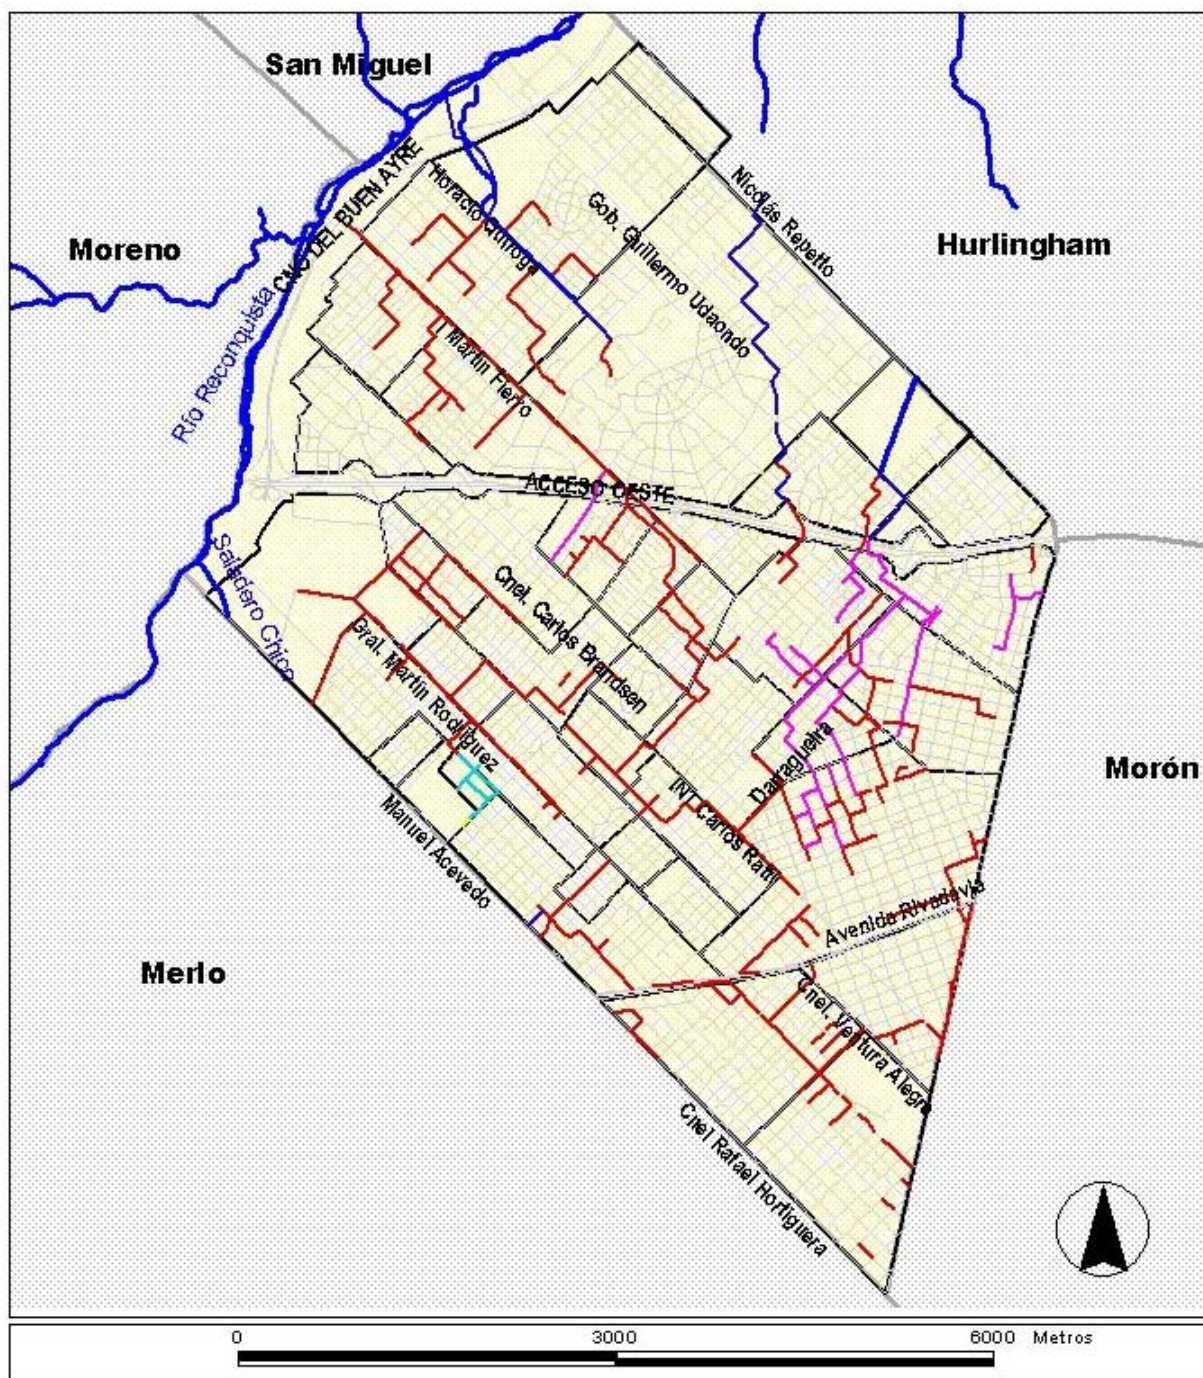 San Miguel
CNO DEL BUEN AYRE
Horacio Quiroga
Nicolás Repetto
Gob. Guillermo Udaondo
Moreno
Hurlingham
Río Reconquista
Martín Fierro
ACCESO OESTE
Saladero Chico
Cnel. Carlos Brandsen
Gral. Martín Rodríguez
Darragueira
Morón
INT Carlos Ratti
Manuel Acevedo
Avenida Rivadavia
Merlo
Cnel. Ventura Alegre
Cnel Rafael Hortiguera
0 3000 6000 Metros